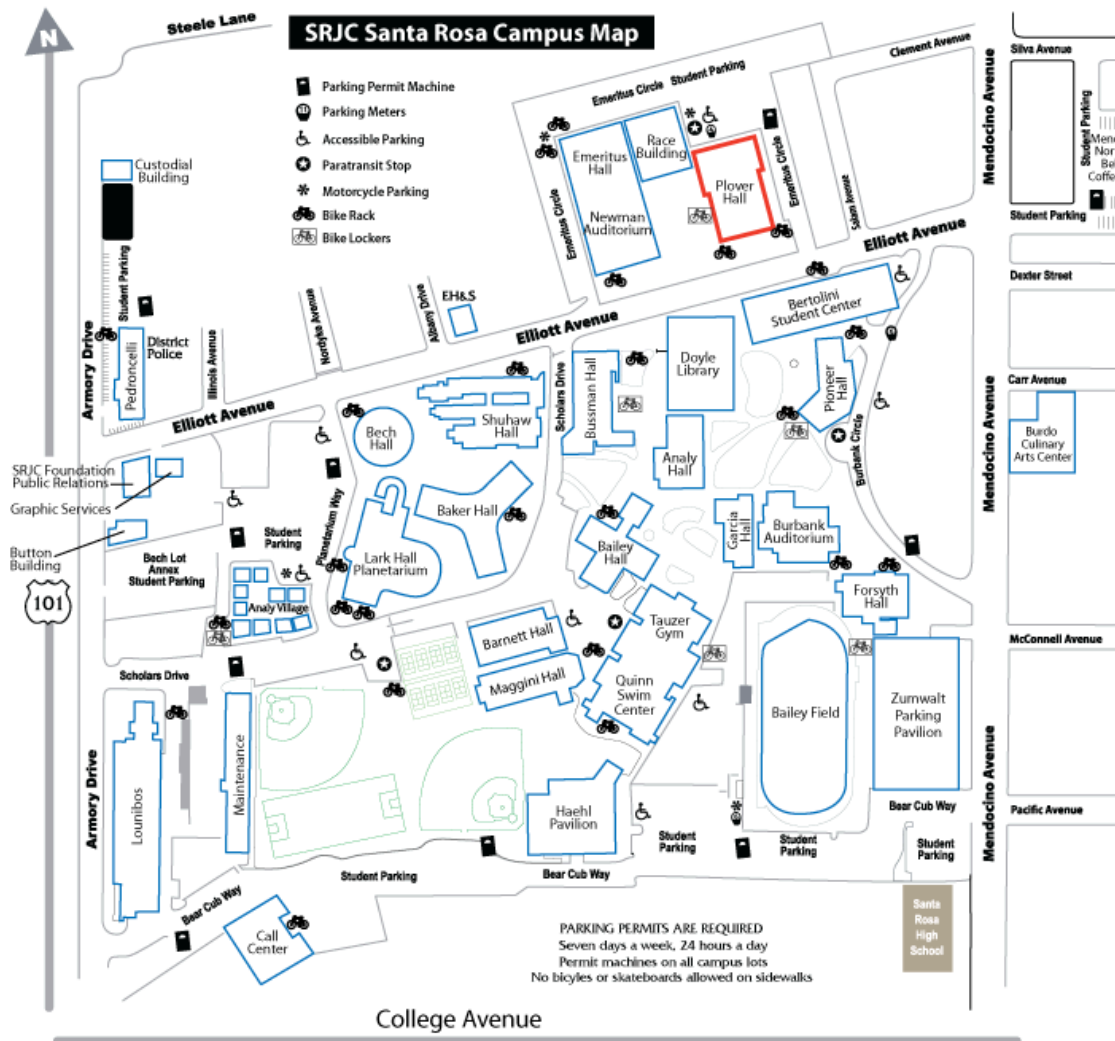 N
Steele Lane
SRJC Santa Rosa Campus Map
Parking Permit Machine
Parking Meters
Accessible Parking
Paratransit Stop
Motorcycle Parking
Bike Rack
Bike Lockers
Emeritus Circle Student Parking
Clement Avenue
Mendocino Avenue
Silva Avenue
Student Parking
Student Parking
Emeritus
Hall
Newman
Auditorium
Race
Building
Plover
Hall
Emeritus Circle
Emeritus Circle
Salem Avenue
Elliott Avenue
Dexter Street
Custodial
Building
Student Parking
District
Police
Pedroncelli
Armory Drive
Illinois Avenue
Nordyke Avenue
Albany Drive
EH&S
Elliott Avenue
Elliott Avenue
Bertolini
Student Center
Doyle
Library
Pioneer
Hall
Bussman Hall
Scholars Drive
Shuhaw
Hall
Bech
Hall
Analy
Hall
Burbank Circle
Carr Avenue
Mendocino Avenue
Burdo
Culinary
Arts Center
Mendocino Avenue
SRJC Foundation
Public Relations
Graphic Services
Button
Building
101
Bech Lot
Annex
Student Parking
Student
Parking
Planetarium Way
Baker Hall
Lark Hall
Planetarium
Analy Village
Bailey
Hall
Garcia
Hall
Burbank
Auditorium
Forsyth
Hall
McConnell Avenue
Barnett Hall
Maggini Hall
Tauzer
Gym
Quinn
Swim
Center
Bailey Field
Zumwalt
Parking
Pavilion
Scholars Drive
Armory Drive
Lounibos
Maintenance
Haehl
Pavilion
Bear Cub Way
Mendocino Avenue
Pacific Avenue
Student
Parking
Student
Parking
Student
Parking
Student Parking
Bear Cub Way
Bear Cub Way
Call
Center
Santa
Rosa
High
School
PARKING PERMITS ARE REQUIRED
Seven days a week, 24 hours a day
Permit machines on all campus lots
No bicyles or skateboards allowed on sidewalks
College Avenue